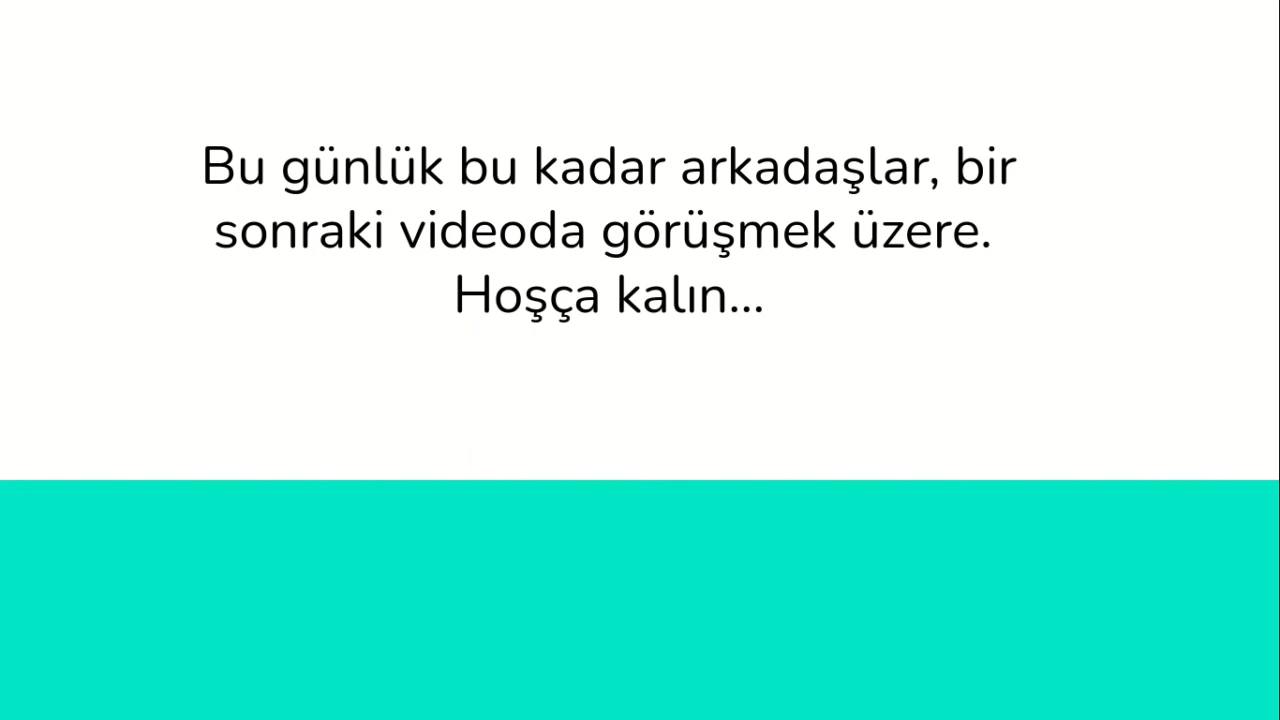 Bu günlük bu kadar arkadaşlar, bir
sonraki videoda görüşmek üzere.
Hoşça kalın...